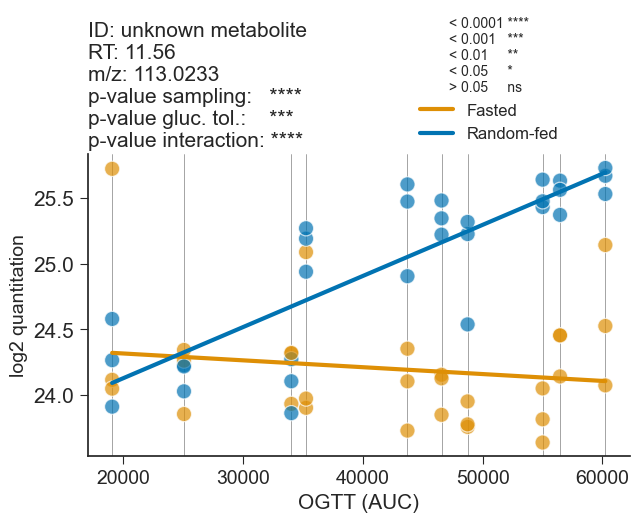 ID: unknown metabolite
RT: 11.56
m/z: 113.0233
p-value sampling: ****
p-value gluc. tol.: ***
p-value interaction: ****
< 0.0001 ****
< 0.001 ***
< 0.01 **
< 0.05 *
> 0.05 ns
Fasted
Random-fed
log2 quantitation
25.5
25.0
24.5
24.0
20000 30000 40000 50000 60000
OGTT (AUC)